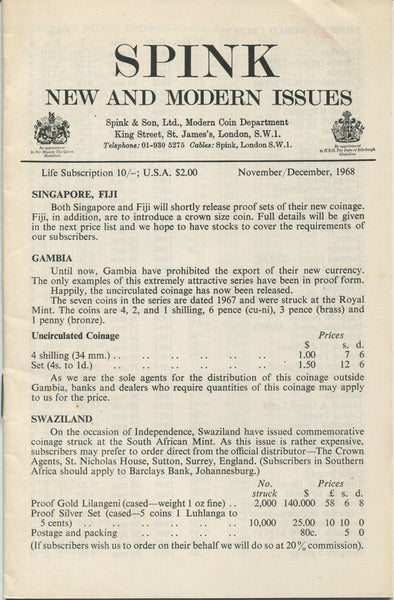 SPINK
NEW AND MODERN ISSUES
Spink & Son, Ltd., Modern Coin Department
King Street, St. James's, London, S.W.1.
Telephone: 01-930 5275 Cables: Spink, London S.W.1.
By appointment
to Her Majesty The Queen
Medallists
By appointment
to H.R.H. The Duke of Edinburgh
Medallists
Life Subscription 10/–; U.S.A. $2.00 November/December, 1968
SINGAPORE, FIJI
Both Singapore and Fiji will shortly release proof sets of their new coinage.
Fiji, in addition, are to introduce a crown size coin. Full details will be given
in the next price list and we hope to have stocks to cover the requirements of
our subscribers.
GAMBIA
Until now, Gambia have prohibited the export of their new currency.
The only examples of this extremely attractive series have been in proof form.
Happily, the uncirculated coinage has now been released.
The seven coins in the series are dated 1967 and were struck at the Royal
Mint. The coins are 4, 2, and 1 shilling, 6 pence (cu-ni), 3 pence (brass) and
1 penny (bronze).
Uncirculated Coinage Prices
$ s. d.
4 shilling (34 mm.) .. .. .. .. .. .. 1.00 7 6
Set (4s. to 1d.) .. .. .. .. .. .. 1.50 12 6
As we are the sole agents for the distribution of this coinage outside
Gambia, banks and dealers who require quantities of this coinage may apply
to us for the price.
SWAZILAND
On the occasion of Independence, Swaziland have issued commemorative
coinage struck at the South African Mint. As this issue is rather expensive,
subscribers may prefer to order direct from the official distributor—The Crown
Agents, St. Nicholas House, Sutton, Surrey, England. (Subscribers in Southern
Africa should apply to Barclays Bank, Johannesburg.)
No. Prices
struck $ £ s. d.
Proof Gold Lilangeni (cased—weight 1 oz fine) .. 2,000 140.000 58 6 8
Proof Silver Set (cased—5 coins 1 Luhlanga to
5 cents) .. .. .. .. .. .. 10,000 25.00 10 10 0
Postage and packing .. .. .. .. 80c. 5 0
(If subscribers wish us to order on their behalf we will do so at 20% commission).